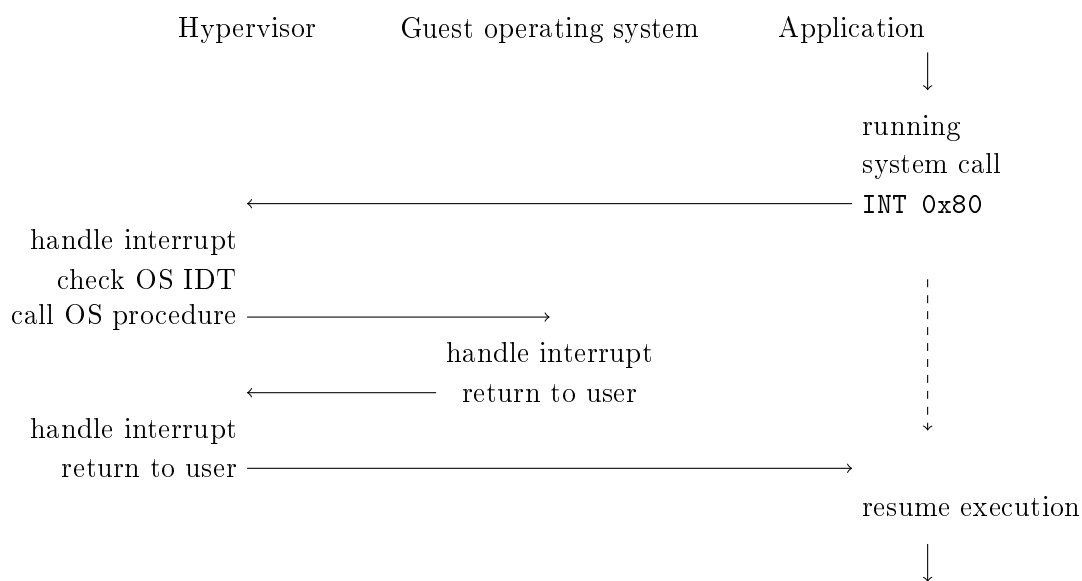 Hypervisor Guest operating system Application
running
system call
INT 0x80
handle interrupt
check OS IDT
call OS procedure
handle interrupt
return to user
handle interrupt
return to user
resume execution